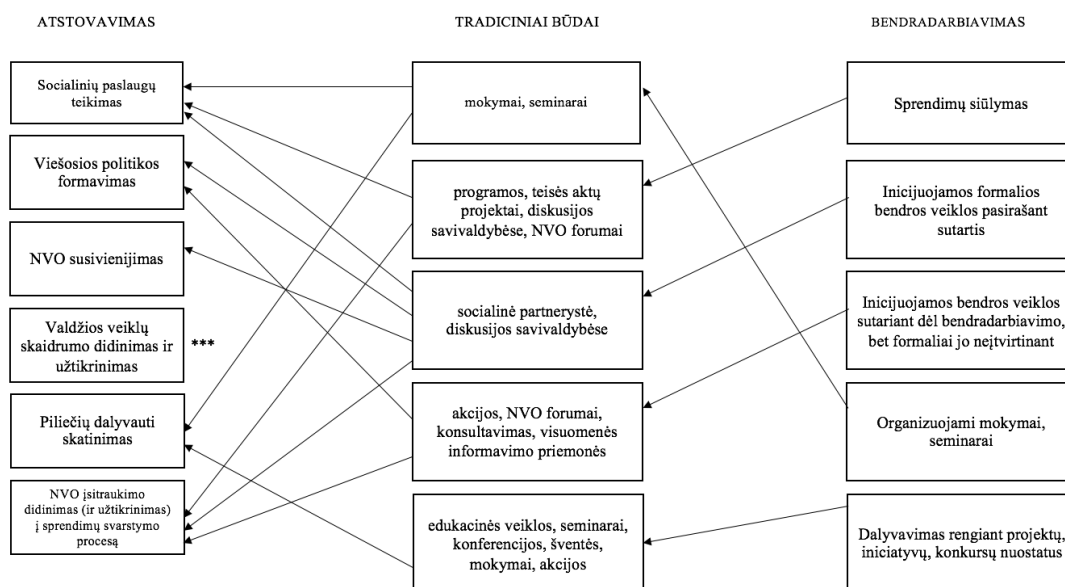 ATSTOVAVIMAS
TRADICINIAI BŪDAI
BENDRADARBIAVIMAS
Socialinių paslaugų
teikimas
Viešosios politikos
formavimas
NVO susivienijimas
Valdžios veiklų
skaidrumo didinimas ir
užtikrinimas
***
Piliečių dalyvauti
skatinimas
NVO įsitraukimo
didinimas (ir užtikrinimas)
į sprendimų svarstymo
procesą
mokymai, seminarai
programos, teisės aktų
projektai, diskusijos
savivaldybėse, NVO forumai
socialinė partnerystė,
diskusijos savivaldybėse
akcijos, NVO forumai,
konsultavimas, visuomenės
informavimo priemonės
edukacinės veiklos, seminarai,
konferencijos, šventės,
mokymai, akcijos
Sprendimų siūlymas
Inicijuojamos formalios
bendros veiklos pasirašant
sutartis
Inicijuojamos bendros veiklos
sutariant dėl bendradarbiavimo,
bet formaliai jo neįtvirtinant
Organizuojami mokymai,
seminarai
Dalyvavimas rengiant projektų,
iniciatyvų, konkursų nuostatus